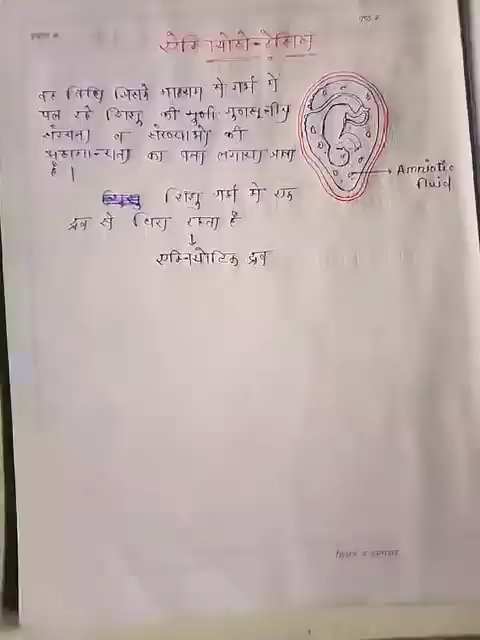 एम्नियोसेन्टेसिस
वह विधि जिसके माध्यम से गर्भ में
पल रहे शिशु की
संरचना व संख्याओ की
असामान्यता का पता लगाया जाता
है।
Amniotic
fluid
शिशु गर्भ में एक
द्रव से घिरा रहता है
↓
एम्नियोटिक द्रव